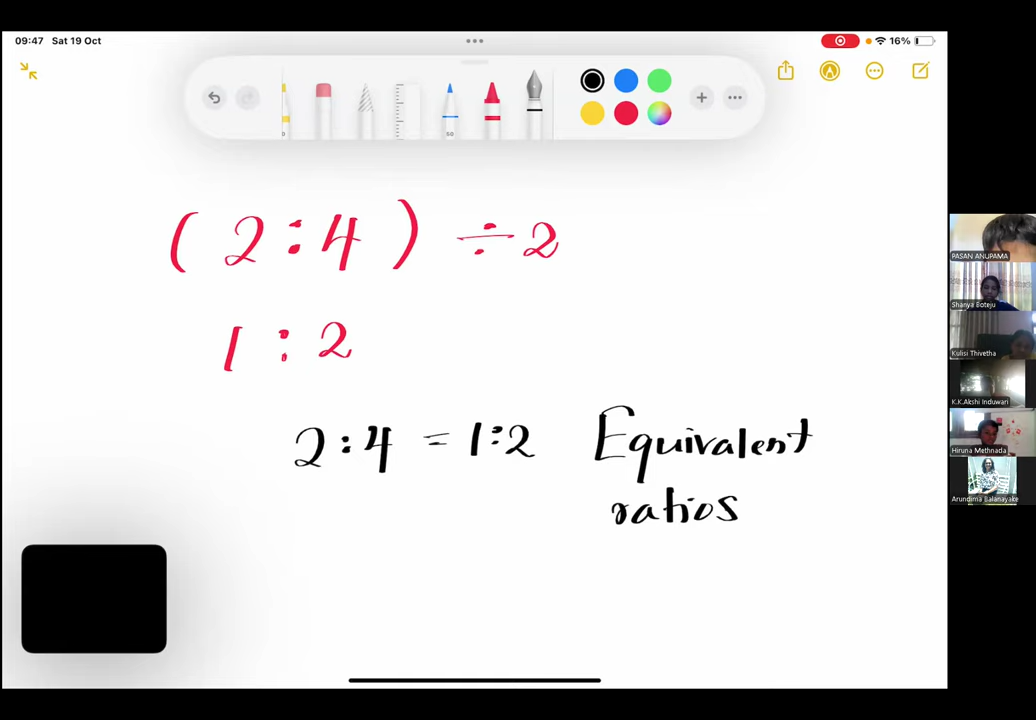 09:47 Sat 19 Oct
16%
50
( 2 : 4 ) ÷ 2
1 : 2
2 : 4 = 1 : 2 Equivalent
ratios
PASAN ANUPAMA
Shanya Boteju
Kulisi Thivetha
K.K.Akshi Induwari
Hiruna Methnada
Arundima Balanayake